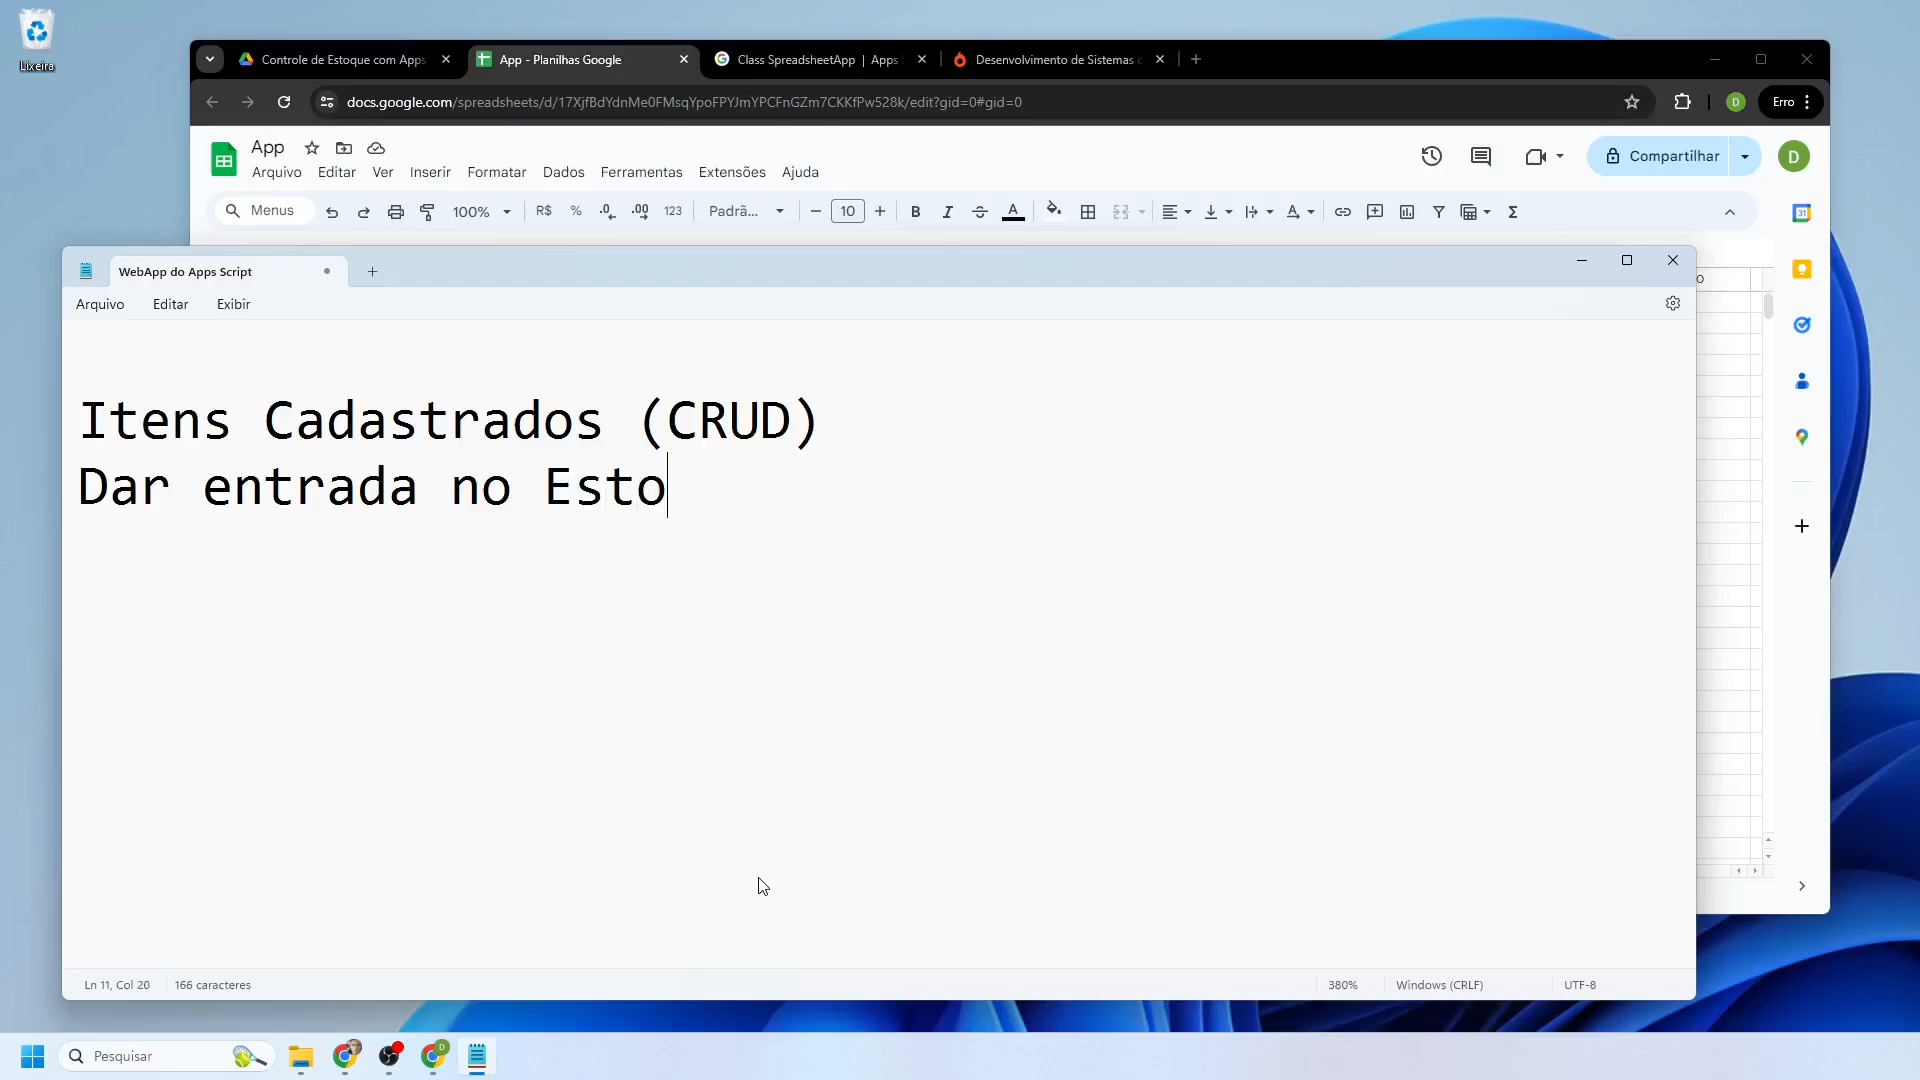 Lixeira
Controle de Estoque com Apps
App - Planilhas Google
Class SpreadsheetApp | Apps S
Desenvolvimento de Sistemas c
docs.google.com/spreadsheets/d/17XjfBdYdnMe0FMsqYpoFPYJmYPCFnGZm7CKKfPw528k/edit?gid=0#gid=0
D
Erro
App
Arquivo Editar Ver Inserir Formatar Dados Ferramentas Extensões Ajuda
Compartilhar
D
Menus
100%
R$ % .0 .00 123
Padrã...
10
B I A
31
WebApp do Apps Script
Arquivo Editar Exibir
Itens Cadastrados (CRUD)
Dar entrada no Esto
Ln 11, Col 20
166 caracteres
380%
Windows (CRLF)
UTF-8
Pesquisar
D